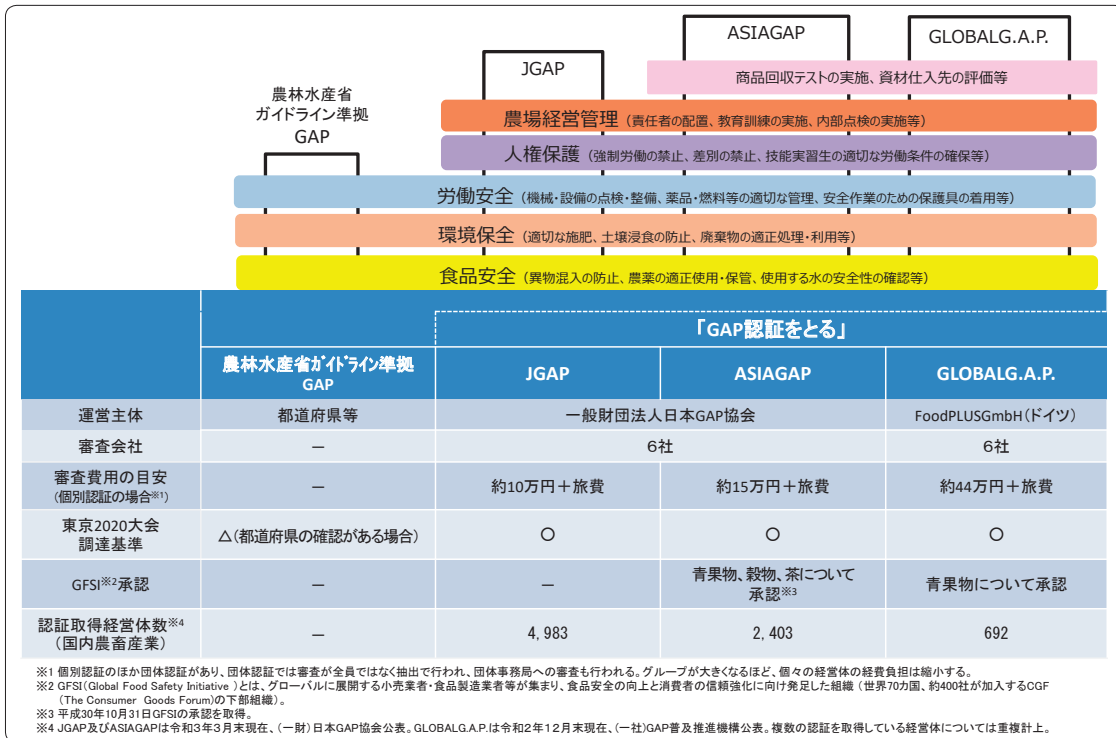 ASIAGAP
GLOBALG.A.P.
JGAP
商品回収テストの実施、資材仕入先の評価等
農林水産省
ガイドライン準拠
GAP
農場経営管理（責任者の配置、教育訓練の実施、内部点検の実施等）
人権保護（強制労働の禁止、差別の禁止、技能実習生の適切な労働条件の確保等）
労働安全（機械・設備の点検・整備、薬品・燃料等の適切な管理、安全作業のための保護具の着用等）
環境保全（適切な施肥、土壌浸食の防止、廃棄物の適正処理・利用等）
食品安全（異物混入の防止、農薬の適正使用・保管、使用する水の安全性の確認等）
「GAP認証をとる」
農林水産省ｶﾞｲﾄﾞﾗｲﾝ準拠
GAP
JGAP
ASIAGAP
GLOBALG.A.P.
運営主体
都道府県等
一般財団法人日本GAP協会
FoodPLUSGmbH（ドイツ）
審査会社
－
６社
６社
審査費用の目安
（個別認証の場合※1）
－
約10万円＋旅費
約15万円＋旅費
約44万円＋旅費
東京2020大会
調達基準
△（都道府県の確認がある場合）
○
○
○
GFSI※2承認
－
－
青果物、穀物、茶について
承認※3
青果物について承認
認証取得経営体数※4
（国内農畜産業）
－
4, 983
2, 403
692
※1 個別認証のほか団体認証があり、団体認証では審査が全員ではなく抽出で行われ、団体事務局への審査も行われる。グループが大きくなるほど、個々の経営体の経費負担は縮小する。
※2 GFSI（Global Food Safety Initiative ）とは、グローバルに展開する小売業者・食品製造業者等が集まり、食品安全の向上と消費者の信頼強化に向け発足した組織（世界70カ国、約400社が加入するCGF
（The Consumer Goods Forum)の下部組織）。
※3 平成30年10月31日GFSIの承認を取得。
※4 JGAP及びASIAGAPは令和3年３月末現在、（一財）日本GAP協会公表。GLOBALG.A.P.は令和２年１２月末現在、（一社）GAP普及推進機構公表。複数の認証を取得している経営体については重複計上。